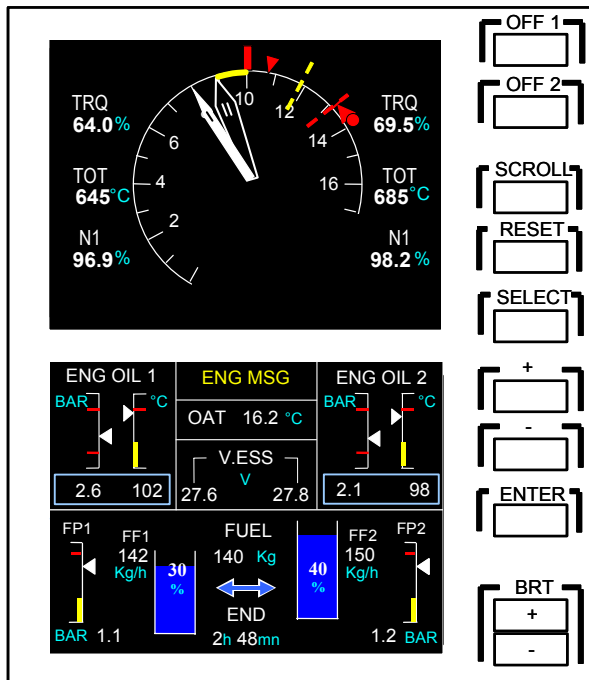 OFF 1
OFF 2
SCROLL
RESET
SELECT
+
-
ENTER
BRT
+
-
TRQ
64.0%
TOT
645°C
N1
96.9%
2
4
6
10
12
14
16
TRQ
69.5%
TOT
685°C
N1
98.2%
ENG OIL 1
BAR °C
2.6 102
ENG MSG
OAT 16.2 °C
V.ESS
V
27.6 27.8
ENG OIL 2
BAR °C
2.1 98
FP1
BAR 1.1
FF1
142
Kg/h
30
%
FUEL
140 Kg
END
2h 48mn
40
%
FF2
150
Kg/h
FP2
1.2 BAR